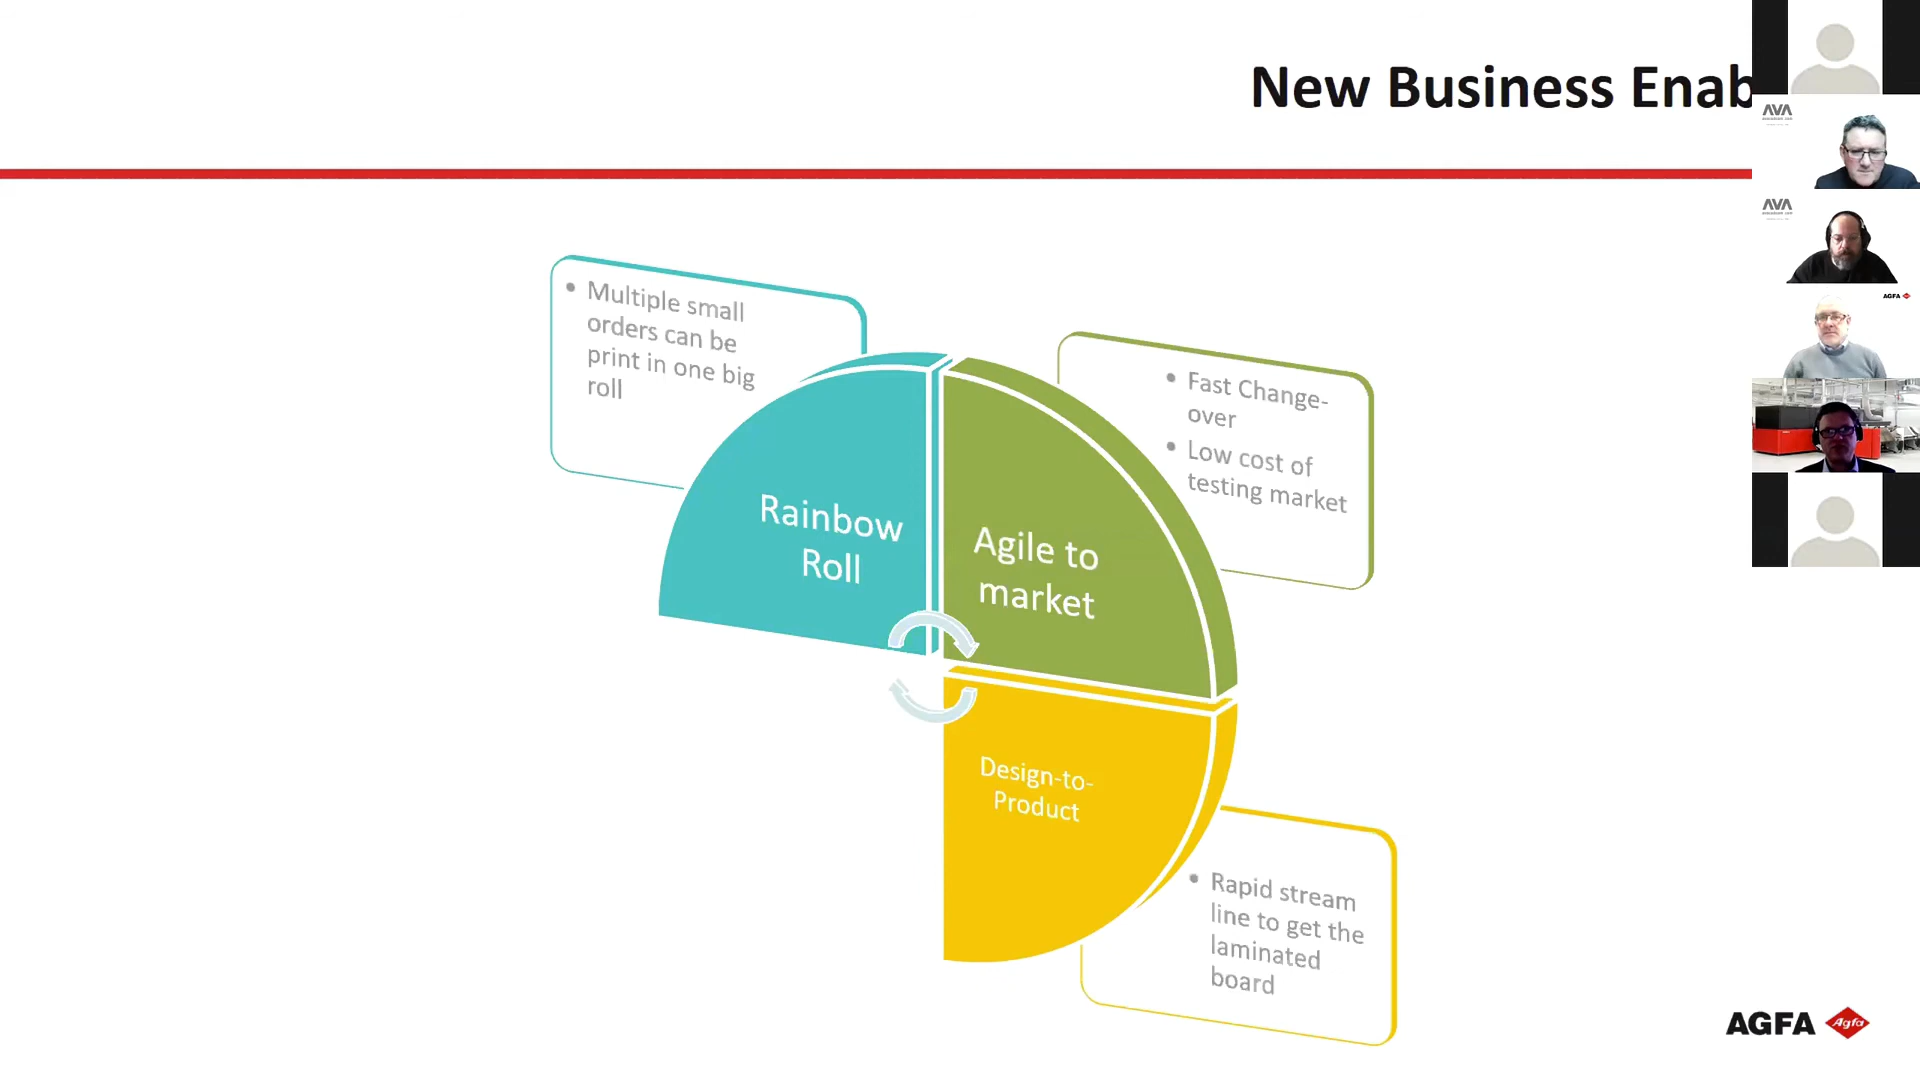 New Business Enab
AVA
AVA
AGFA
Multiple small
orders can be
print in one big
roll
Fast Change-
over
Low cost of
testing market
Rainbow
Roll
Agile to
market
Design-to-
Product
Rapid stream
line to get the
laminated
board
AGFA
Agfa